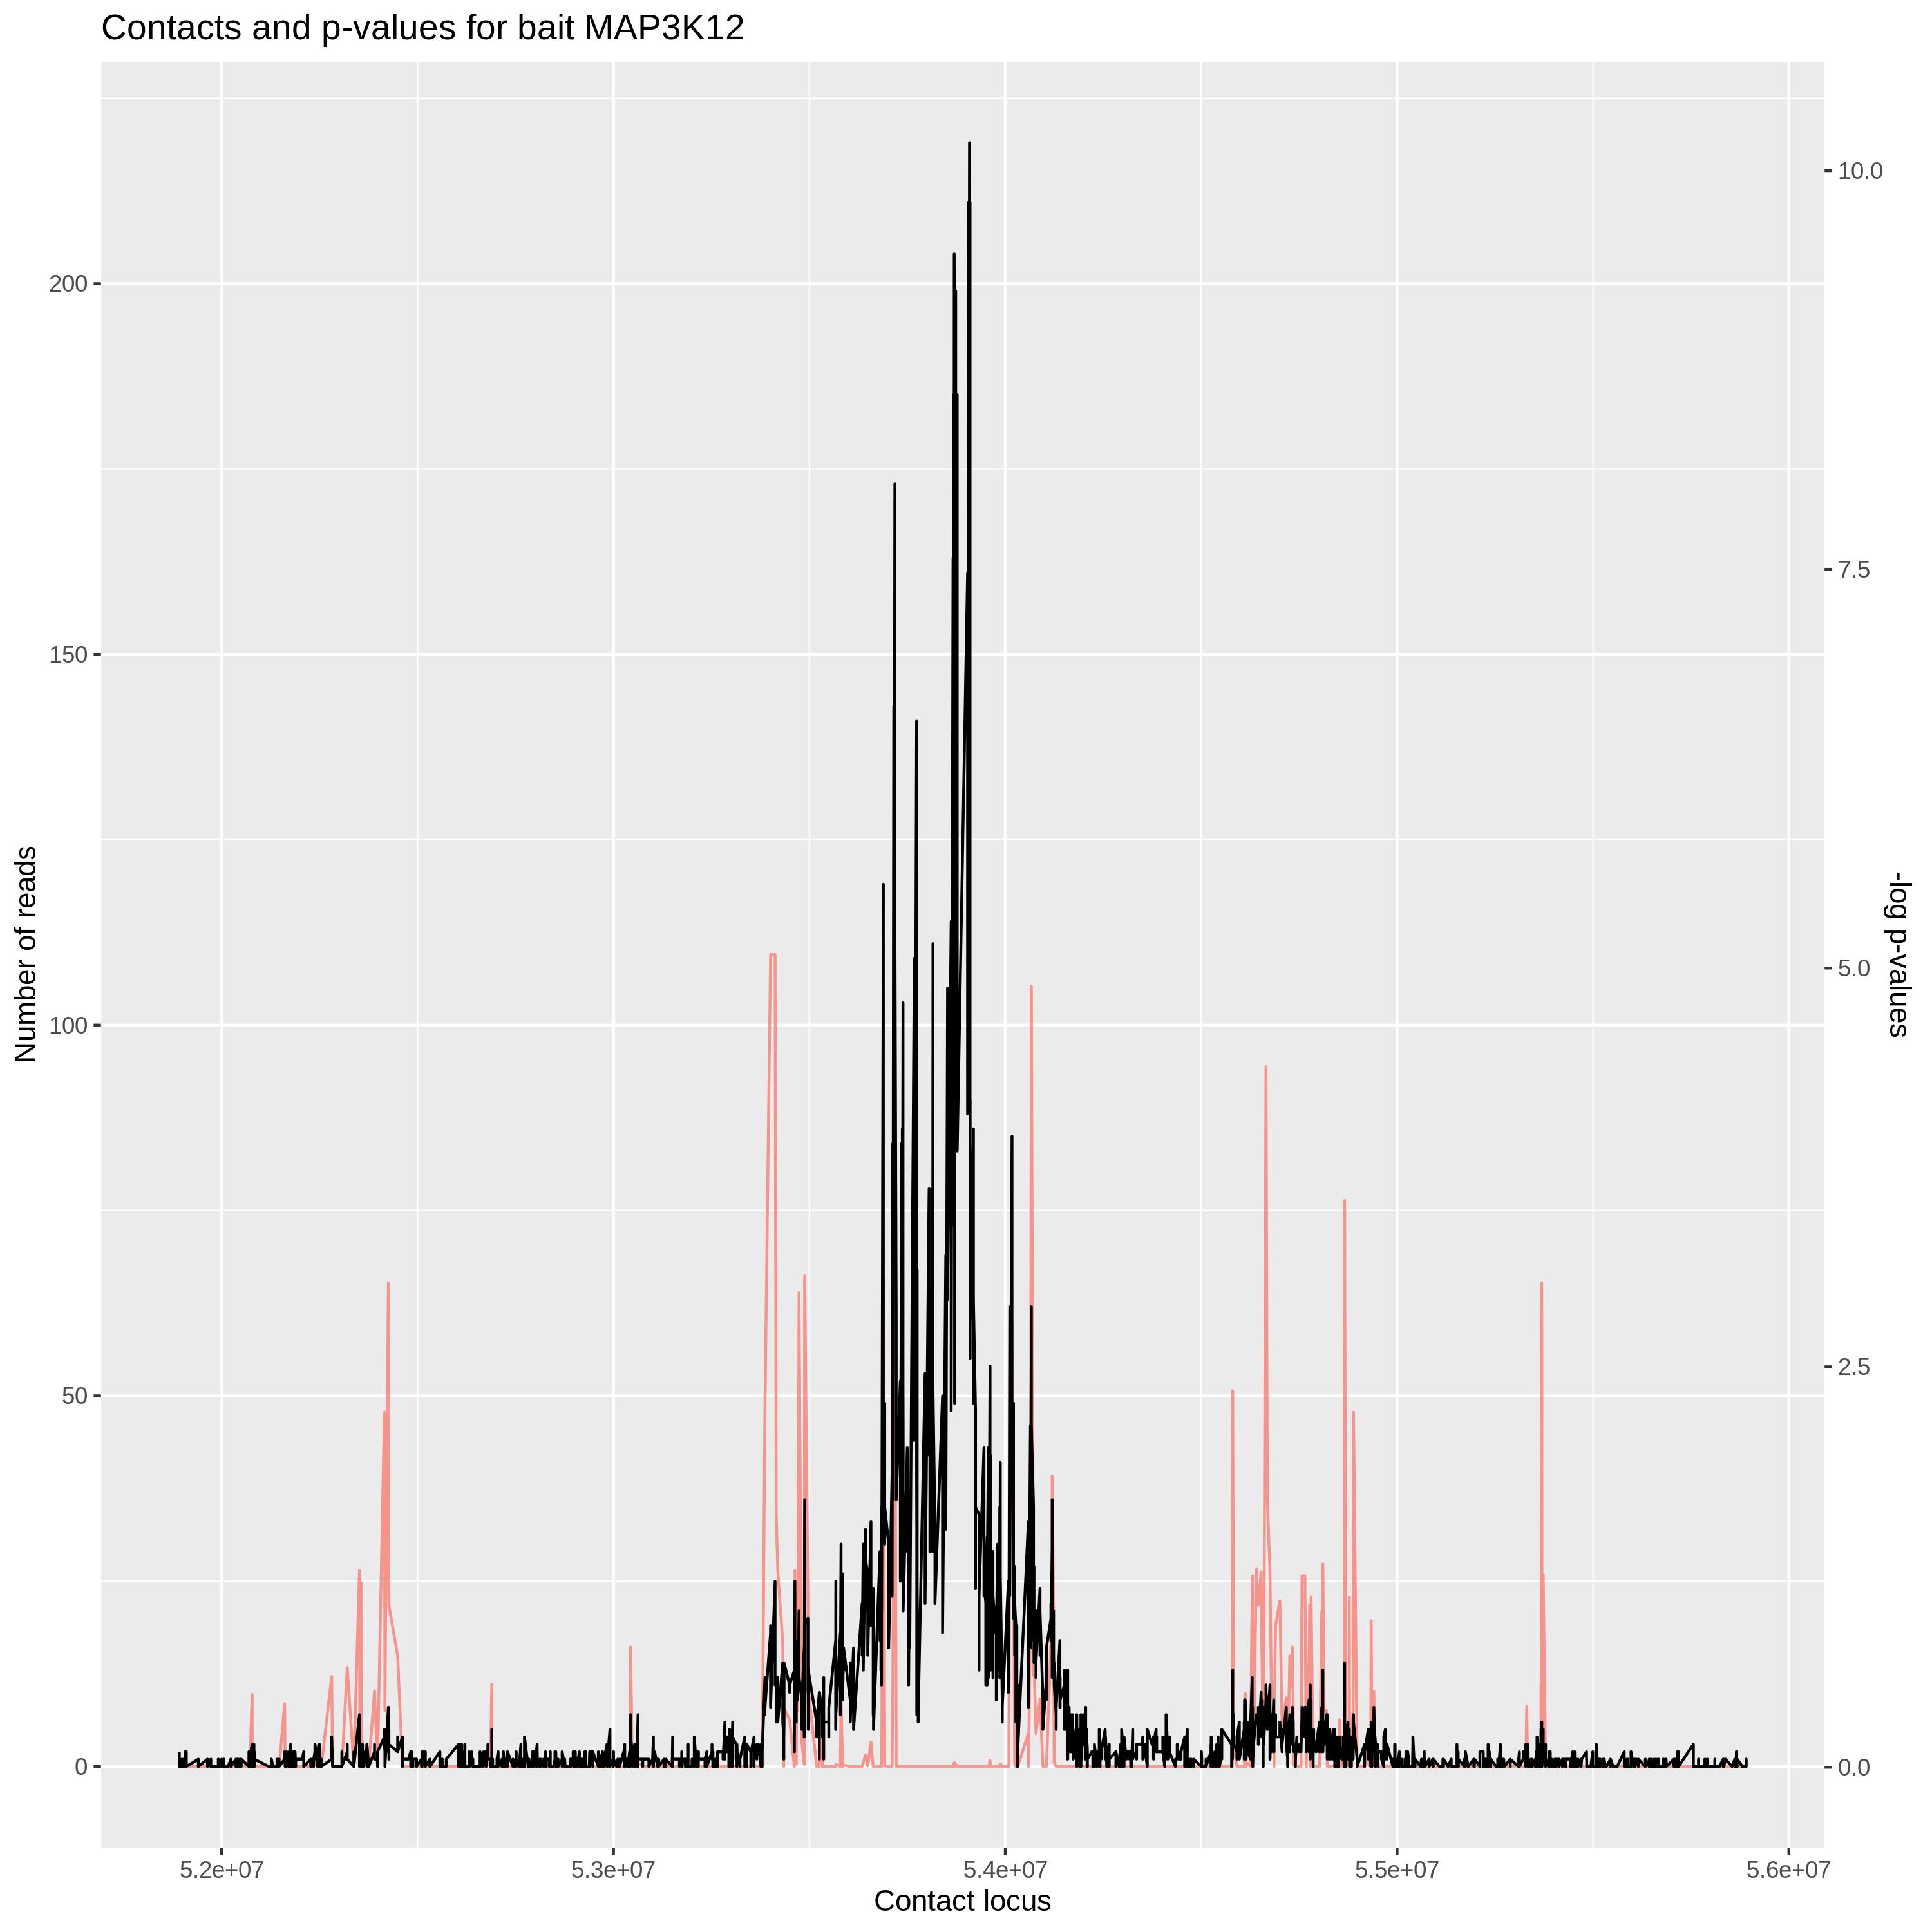 Contacts and p-values for bait MAP3K12
Number of reads
200
150
100
50
0
10.0
7.5
5.0
2.5
0.0
-log p-values
5.2e+07
5.3e+07
5.4e+07
5.5e+07
5.6e+07
Contact locus